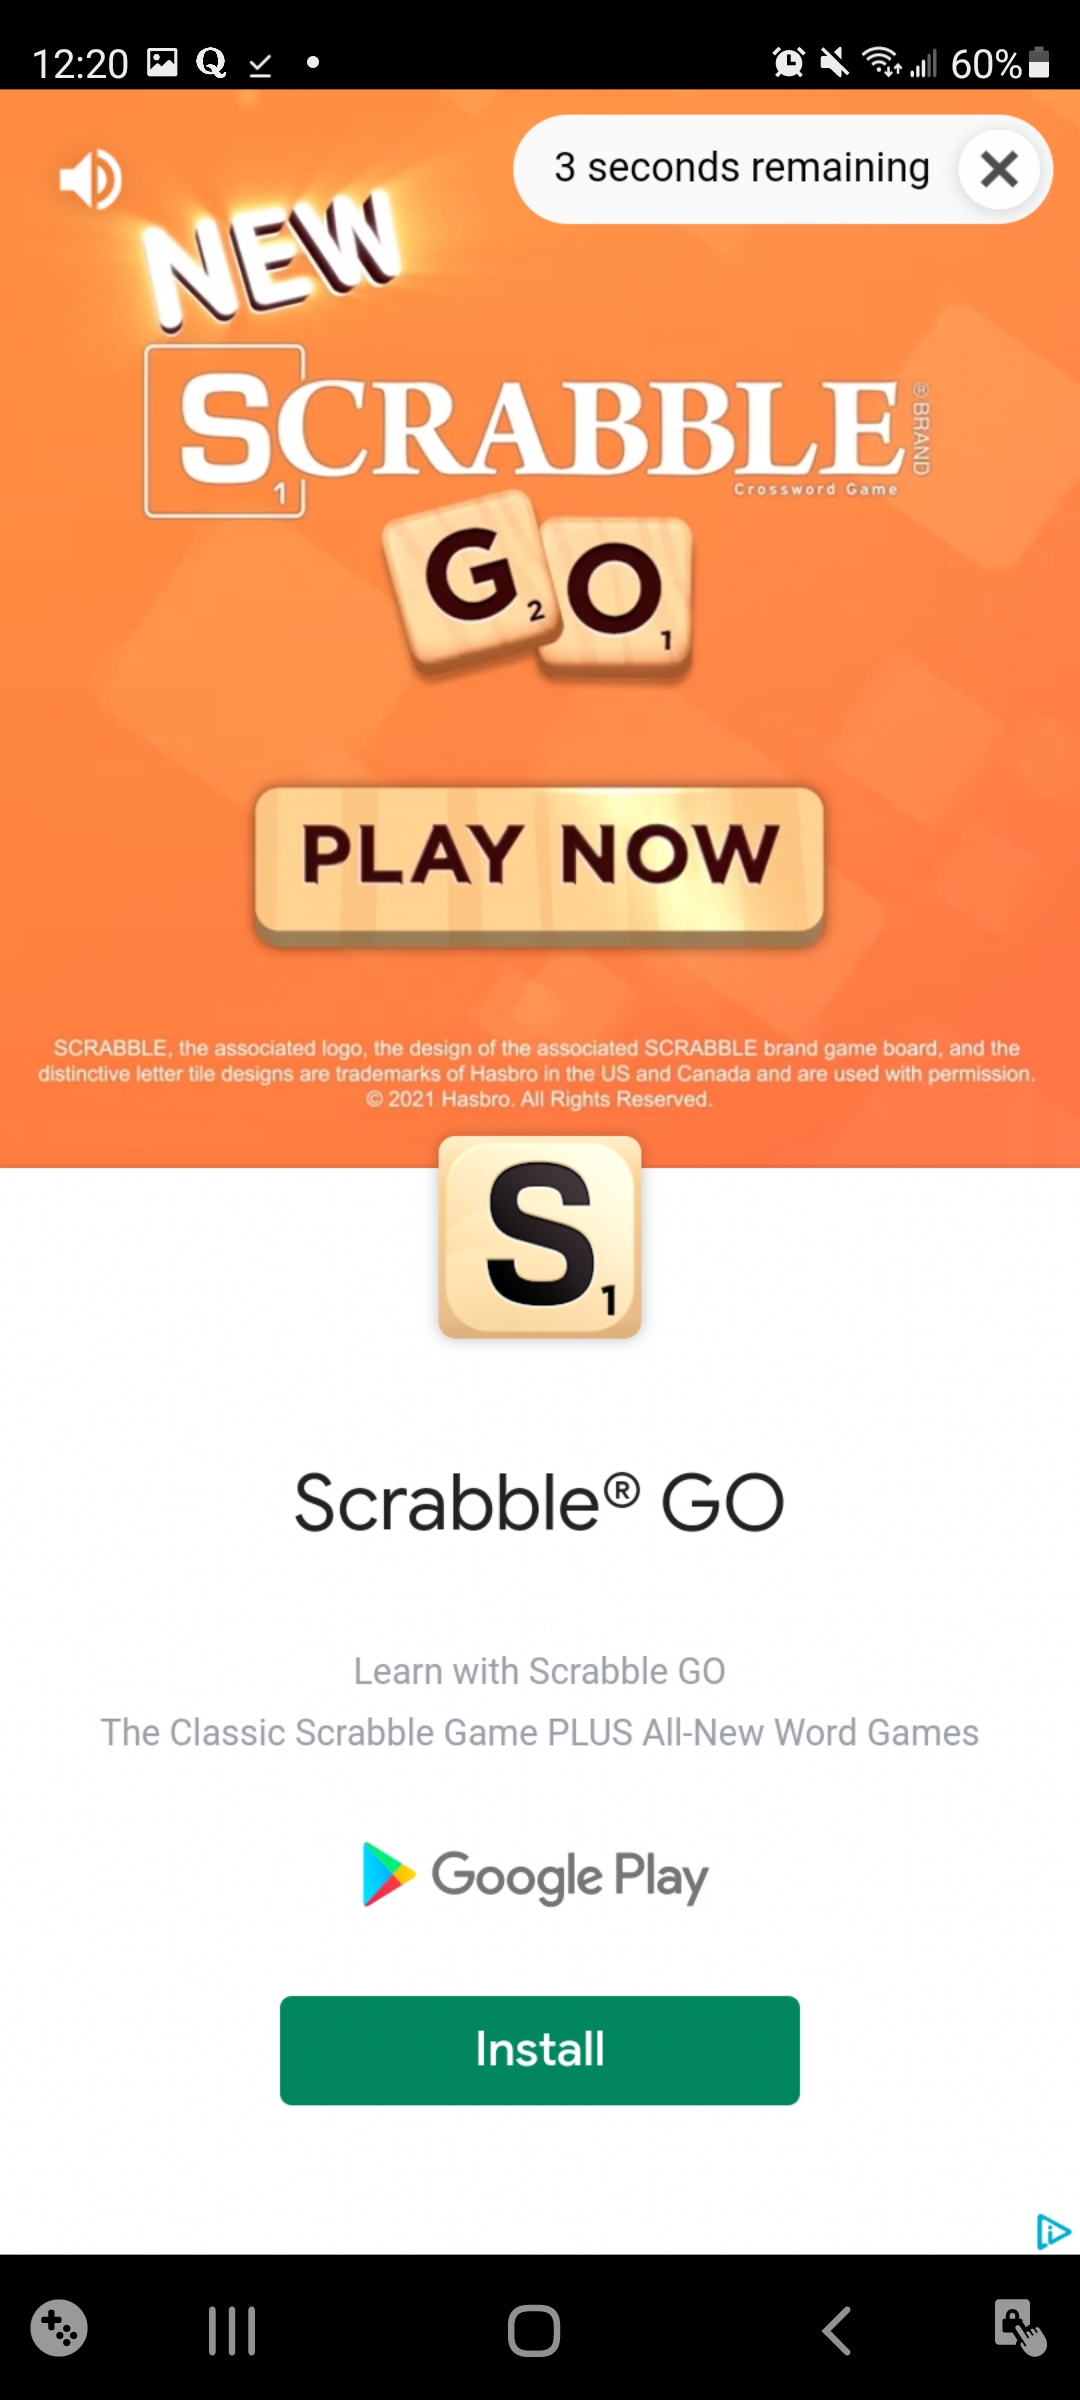 12:20
60%
3 seconds remaining
NEW
SCRABBLE ® BRAND
1
Crossword Game
G2 O1
PLAY NOW
SCRABBLE, the associated logo, the design of the associated SCRABBLE brand game board, and the
distinctive letter tile designs are trademarks of Hasbro in the US and Canada and are used with permission.
© 2021 Hasbro. All Rights Reserved.
S1
Scrabble® GO
Learn with Scrabble GO
The Classic Scrabble Game PLUS All-New Word Games
Google Play
Install